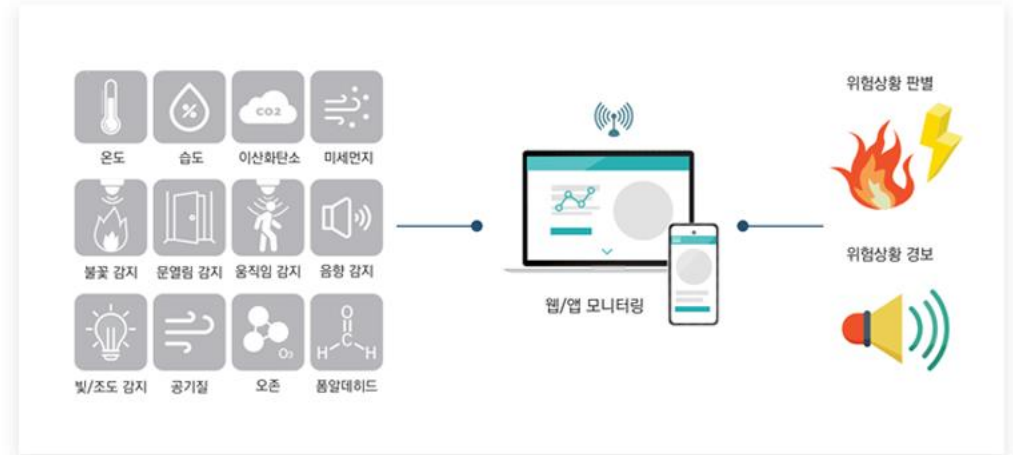 %
CO2
온도
습도
이산화탄소
미세먼지
불꽃 감지
문열림 감지
움직임 감지
음향 감지
O
C
H
H
O₃
빛/조도 감지
공기질
오존
폼알데히드
웹/앱 모니터링
위험상황 판별
위험상황 경보